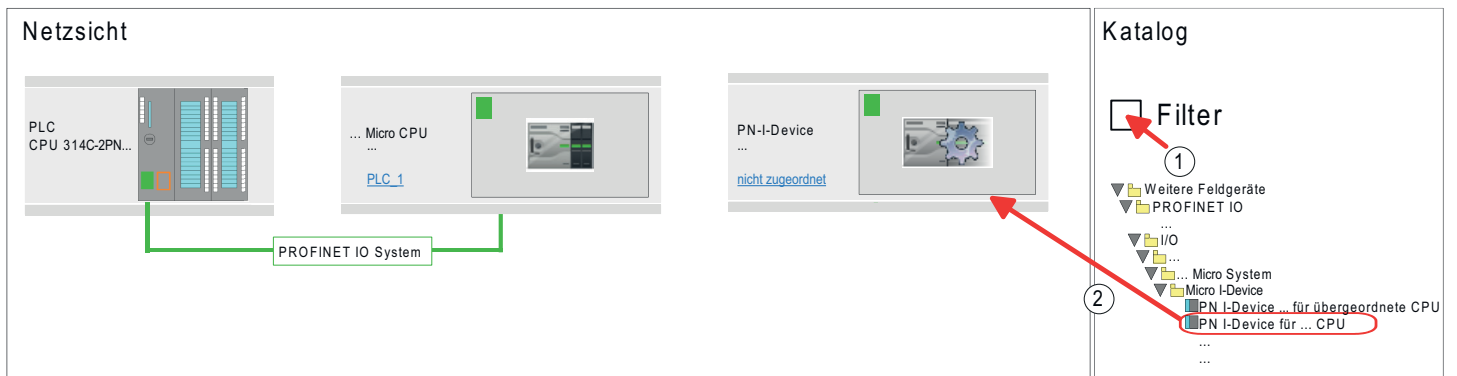 Netzsicht
PLC
CPU 314C-2PN...
... Micro CPU
...
PLC_1
PN-I-Device
...
nicht zugeordnet
PROFINET IO System
Katalog
Filter
1
Weitere Feldgeräte
PROFINET IO
...
I/O
...
... Micro System
Micro I-Device
PN I-Device ... für übergeordnete CPU
2
PN I-Device für ... CPU
...
...